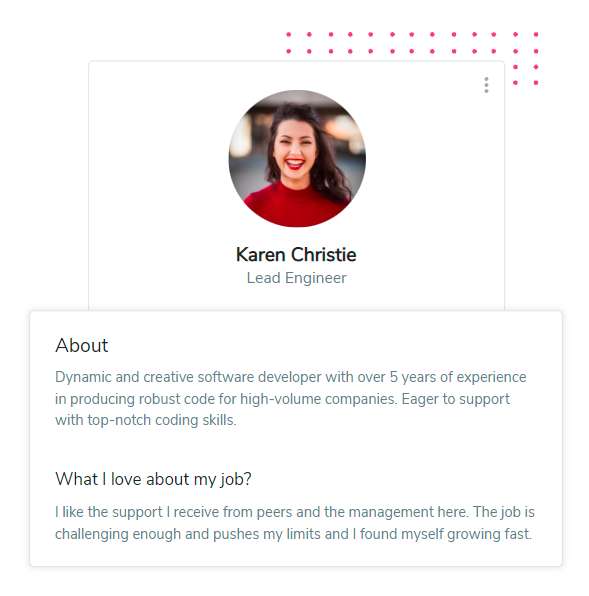 Karen Christie
Lead Engineer
About
Dynamic and creative software developer with over 5 years of experience
in producing robust code for high-volume companies. Eager to support
with top-notch coding skills.
What I love about my job?
I like the support I receive from peers and the management here. The job is
challenging enough and pushes my limits and I found myself growing fast.